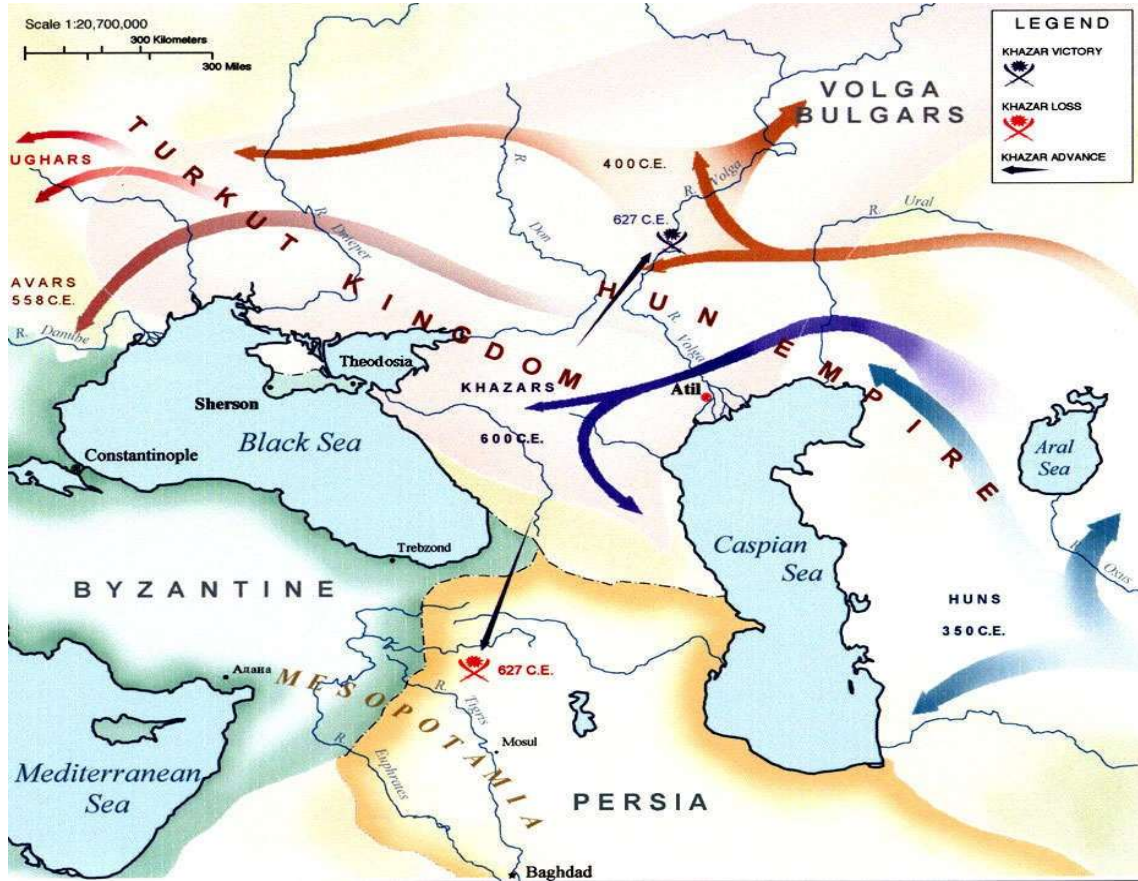 Scale 1:20,700,000
300 Kilometers
300 Miles
LEGEND
KHAZAR VICTORY
KHAZAR LOSS
KHAZAR ADVANCE
VOLGA
BULGARS
TURKUT KINGDOM
UGHARS
400 C.E.
R. Volga
R. Don
R. Ural
627 C.E.
R. Dnieper
AVARS
558 C.E.
HUN EMPIRE
R. Danube
R. Volga
Theodosia
KHAZARS
Atil
Sherson
600 C.E.
Black Sea
Aral
Sea
Constantinople
Caspian
Sea
Trebzond
R. Oxus
BYZANTINE
HUNS
350 C.E.
Адана
MESOPOTAMIA
627 C.E.
R. Tigris
Mosul
R. Euphrates
Mediterranean
Sea
PERSIA
Baghdad